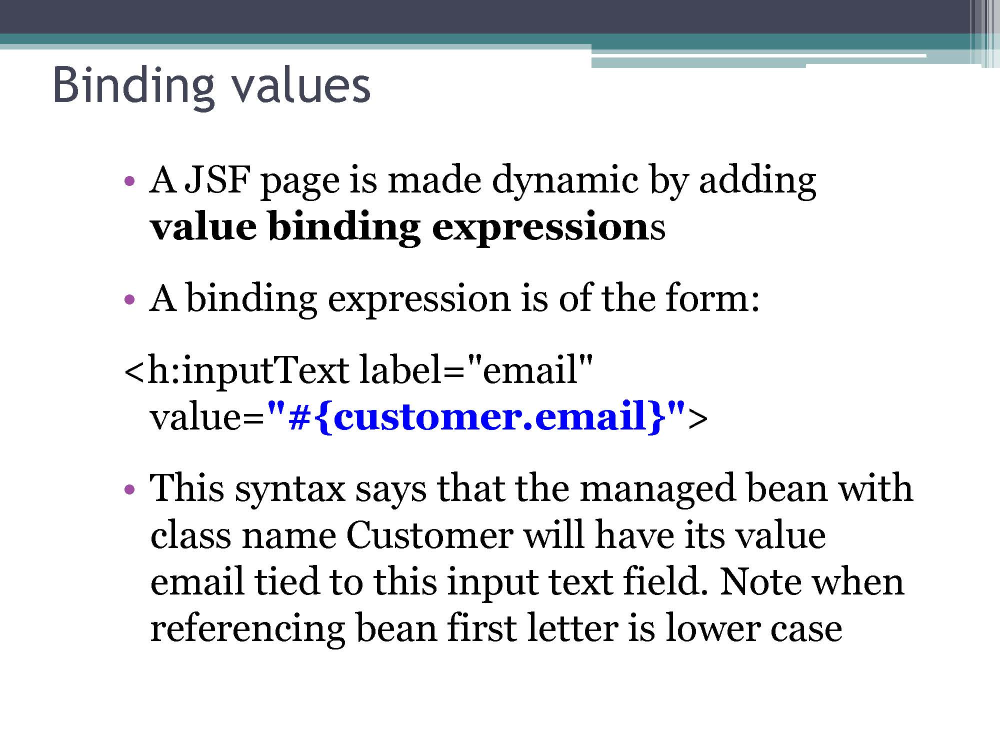 Binding values
• A JSF page is made dynamic by adding
value binding expressions
• A binding expression is of the form:
<h:inputText label="email"
value="#{customer.email}">
• This syntax says that the managed bean with
class name Customer will have its value
email tied to this input text field. Note when
referencing bean first letter is lower case